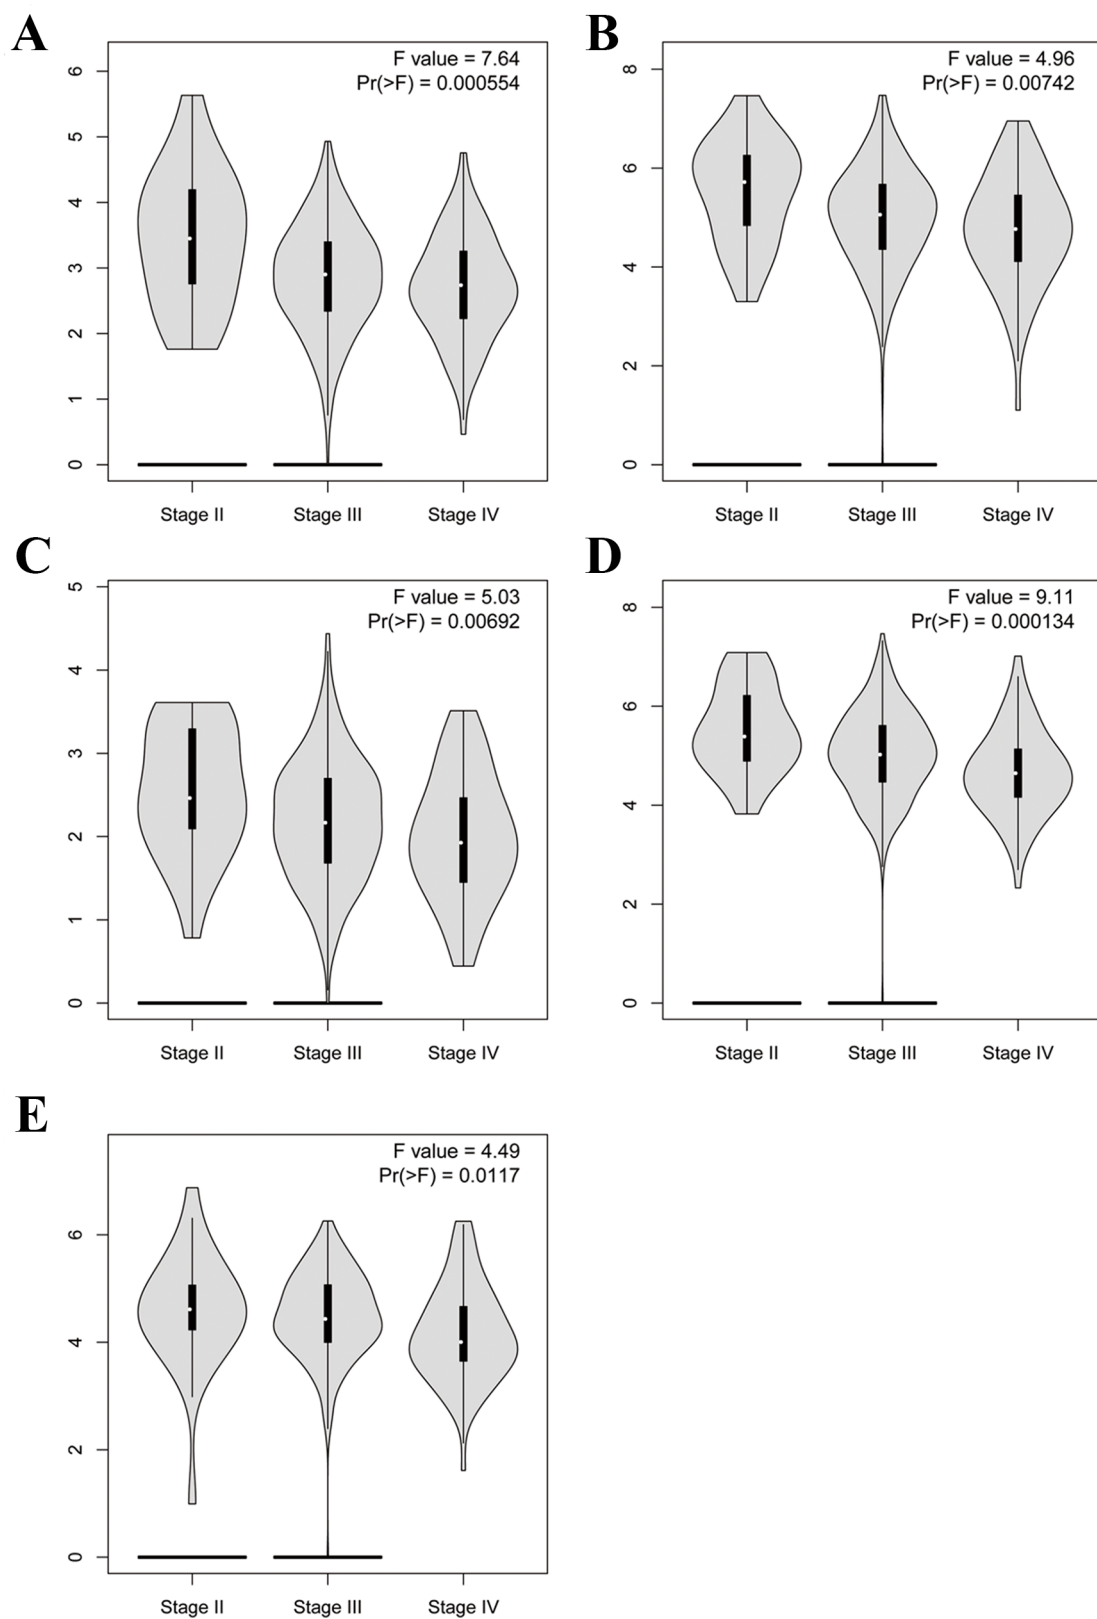 A
F value = 7.64
Pr(>F) = 0.000554
6
5
4
3
2
1
0
Stage II
Stage III
Stage IV
B
F value = 4.96
Pr(>F) = 0.00742
8
6
4
2
0
Stage II
Stage III
Stage IV
C
F value = 5.03
Pr(>F) = 0.00692
5
4
3
2
1
0
Stage II
Stage III
Stage IV
D
F value = 9.11
Pr(>F) = 0.000134
8
6
4
2
0
Stage II
Stage III
Stage IV
E
F value = 4.49
Pr(>F) = 0.0117
6
4
2
0
Stage II
Stage III
Stage IV